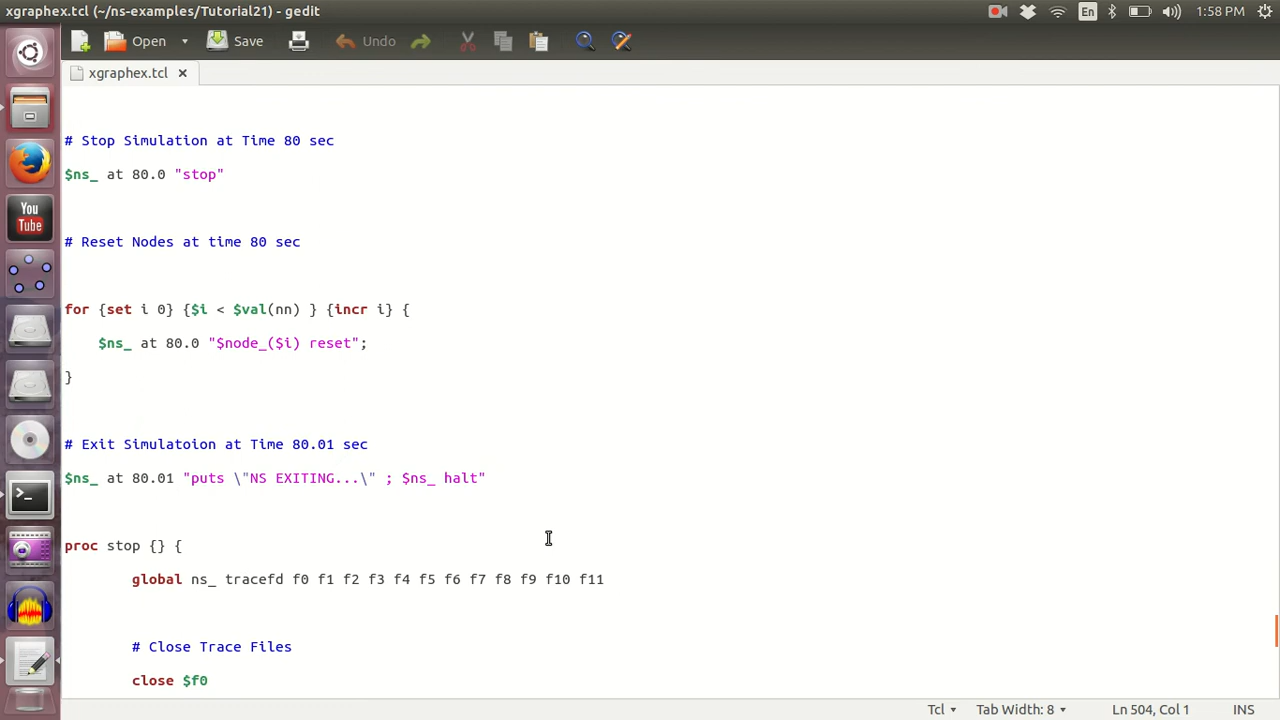 xgraphex.tcl (~/ns-examples/Tutorial21) - gedit
En
1:58 PM
Open
Save
Undo
xgraphex.tcl
You
Tube
# Stop Simulation at Time 80 sec
$ns_ at 80.0 "stop"
# Reset Nodes at time 80 sec
for {set i 0} {$i < $val(nn) } {incr i} {
$ns_ at 80.0 "$node_($i) reset";
}
# Exit Simulatoion at Time 80.01 sec
$ns_ at 80.01 "puts \"NS EXITING...\" ; $ns_ halt"
proc stop {} {
global ns_ tracefd f0 f1 f2 f3 f4 f5 f6 f7 f8 f9 f10 f11
# Close Trace Files
close $f0
>_
Tcl
Tab Width: 8
Ln 504, Col 1
INS